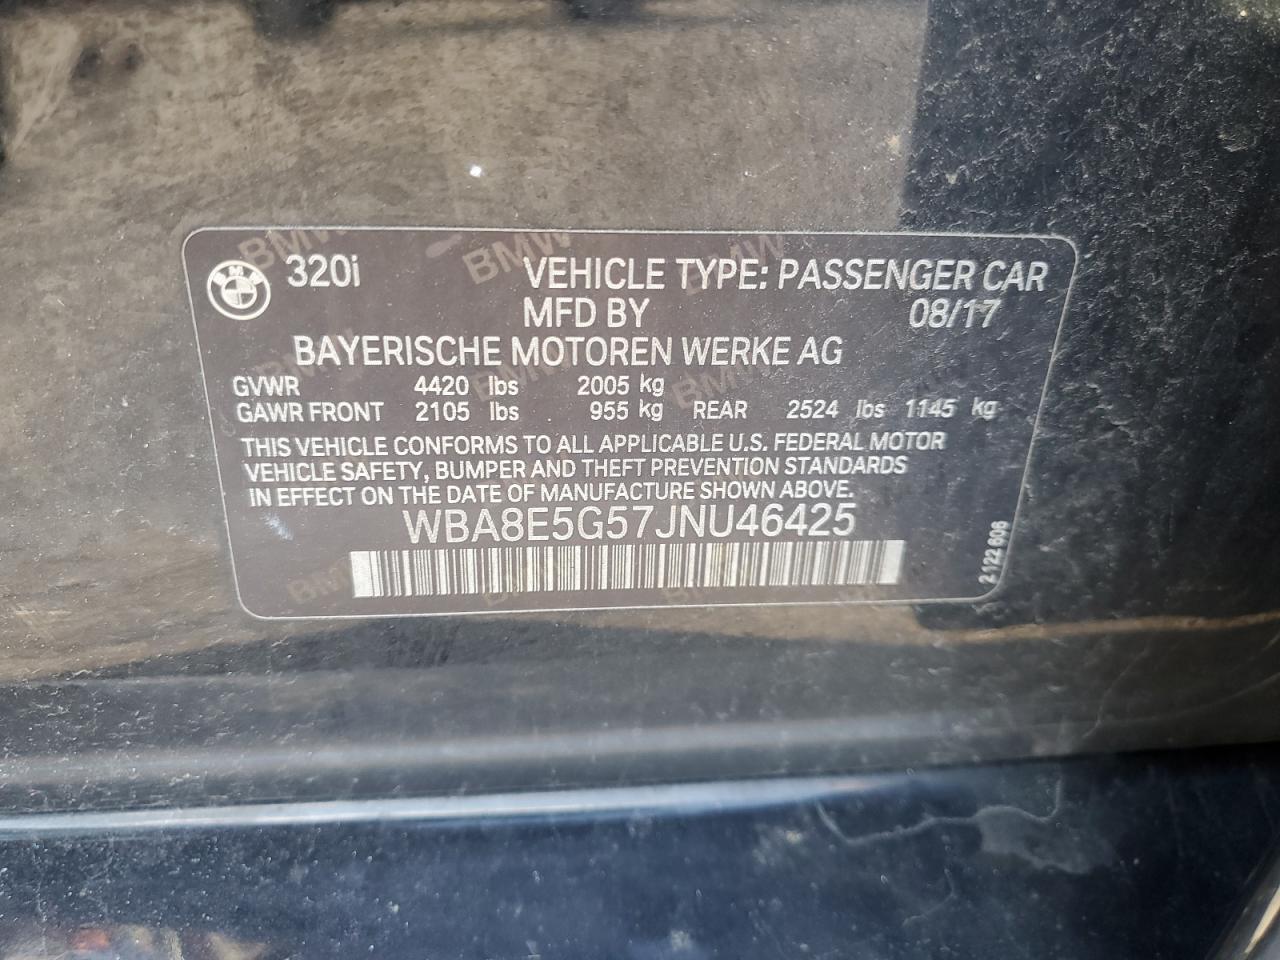 BMW 320i VEHICLE TYPE: PASSENGER CAR
MFD BY 08/17
BAYERISCHE MOTOREN WERKE AG
GVWR 4420 lbs 2005 kg
GAWR FRONT 2105 lbs 955 kg REAR 2524 lbs 1145 kg
THIS VEHICLE CONFORMS TO ALL APPLICABLE U.S. FEDERAL MOTOR
VEHICLE SAFETY, BUMPER AND THEFT PREVENTION STANDARDS
IN EFFECT ON THE DATE OF MANUFACTURE SHOWN ABOVE.
WBA8E5G57JNU46425
2122606